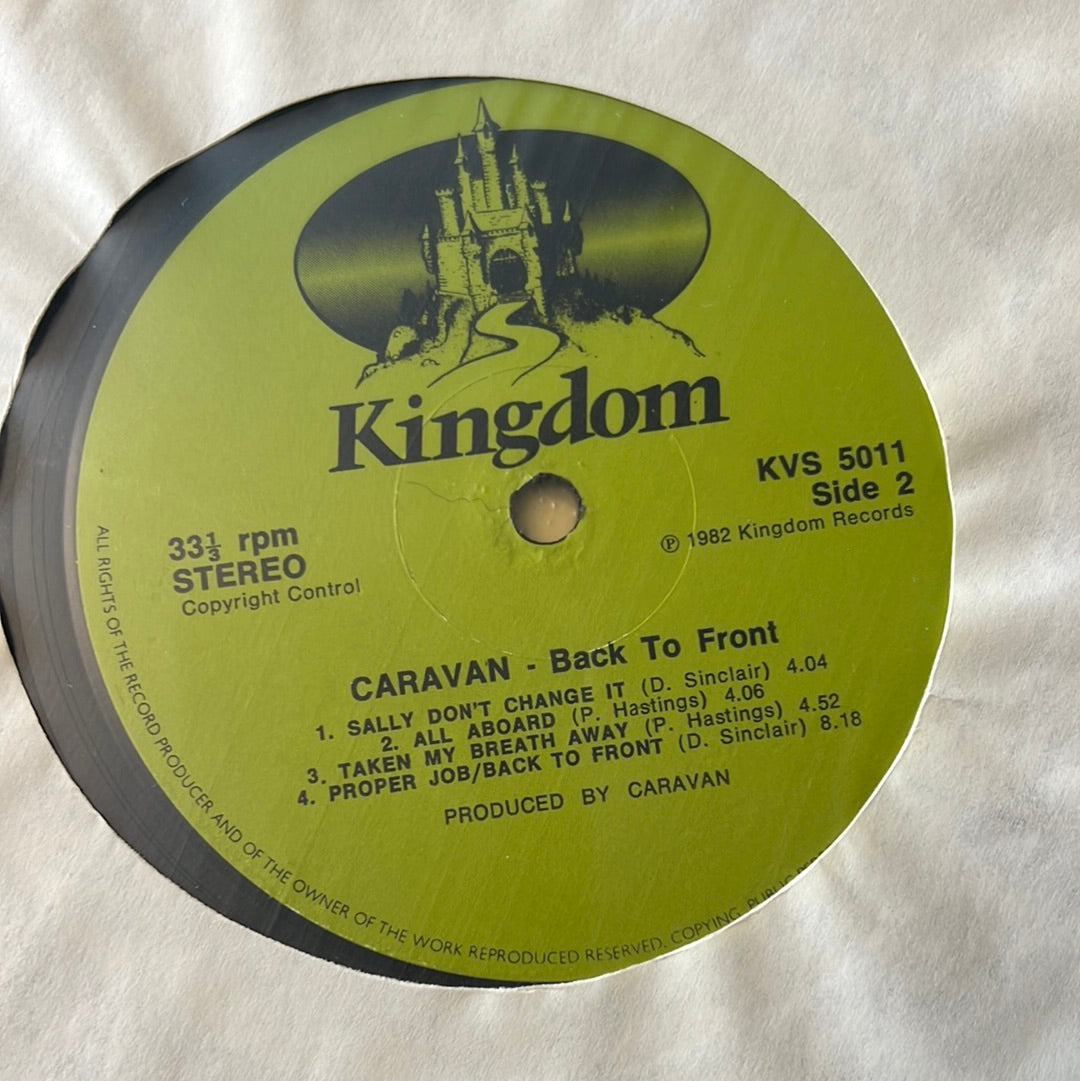 Kingdom
KVS 5011
Side 2
℗ 1982 Kingdom Records
33⅓ rpm
STEREO
Copyright Control
CARAVAN - Back To Front
1. SALLY DON'T CHANGE IT (D. Sinclair) 4.04
2. ALL ABOARD (P. Hastings) 4.06
3. TAKEN MY BREATH AWAY (P. Hastings) 4.52
4. PROPER JOB/BACK TO FRONT (D. Sinclair) 8.18
PRODUCED BY CARAVAN
ALL RIGHTS OF THE RECORD PRODUCER AND OF THE OWNER OF THE WORK REPRODUCED RESERVED. COPYING,